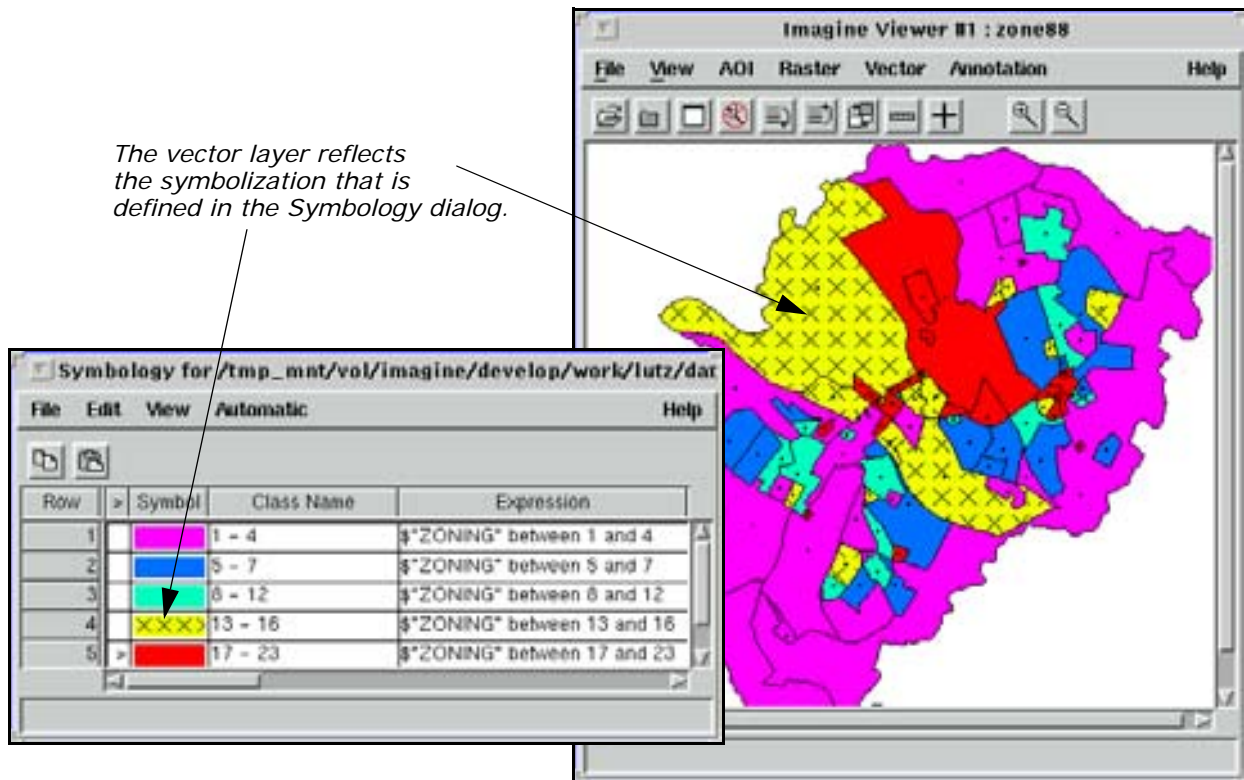 Imagine Viewer #1 : zone88
File View AOI Raster Vector Annotation Help
The vector layer reflects
the symbolization that is
defined in the Symbology dialog.
Symbology for /tmp_mnt/vol/imagine/develop/work/lutz/dat
File Edit View Automatic Help
Row > Symbol Class Name Expression
1 1 - 4 $"ZONING" between 1 and 4
2 5 - 7 $"ZONING" between 5 and 7
3 8 - 12 $"ZONING" between 8 and 12
4 13 - 16 $"ZONING" between 13 and 16
5 > 17 - 23 $"ZONING" between 17 and 23